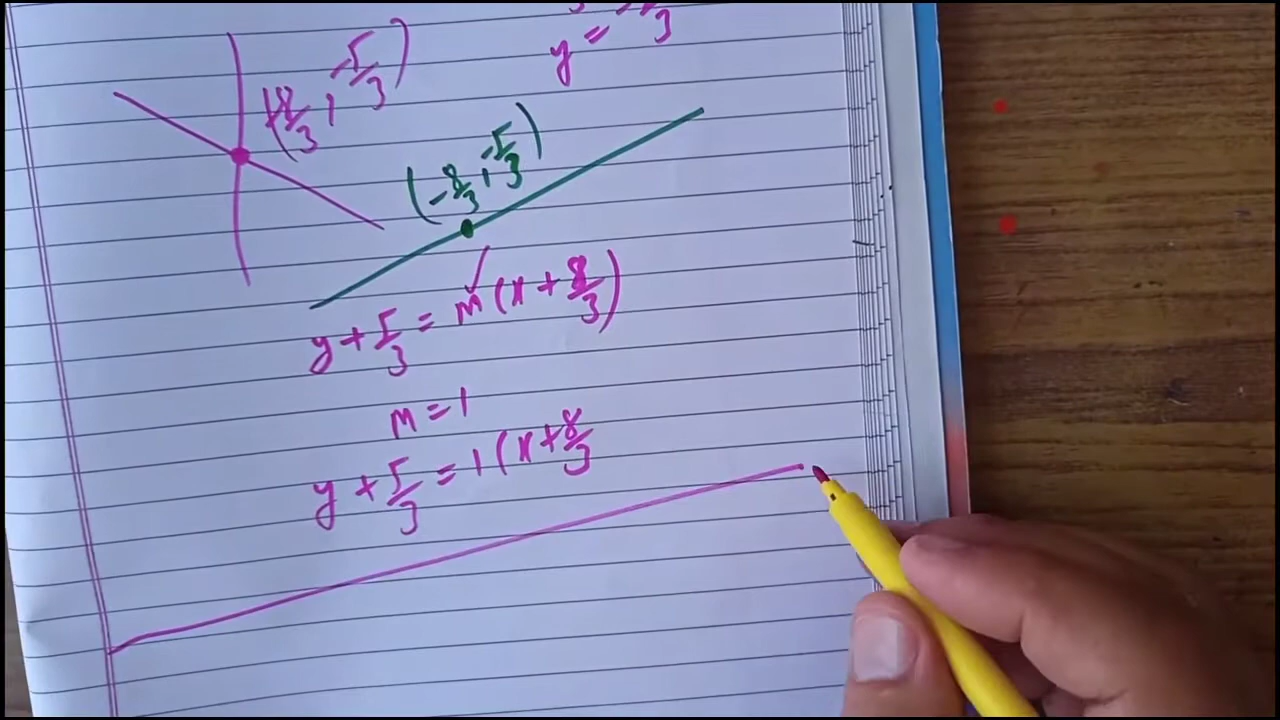 y = -5/3
(-8/3, -5/3)
(-8/3, -5/3)
y + 5/3 = m(x + 8/3)
m = 1
y + 5/3 = 1(x + 8/3